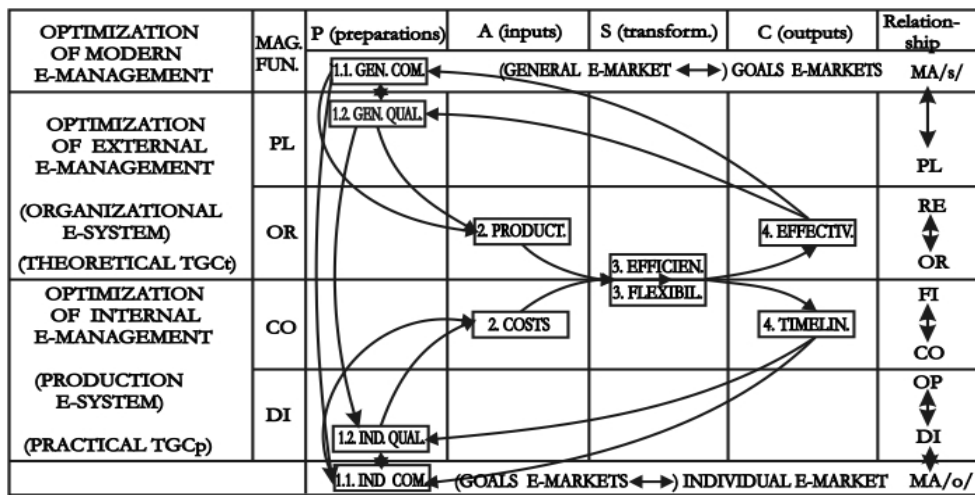 OPTIMIZATION
OF MODERN
E-MANAGEMENT
MAG.
FUN.
P (preparations)
A (inputs)
S (transform.)
C (outputs)
Relation-
ship
1.1. GEN. COM.
(GENERAL E-MARKET
) GOALS E-MARKETS
MA/s/
OPTIMIZATION
OF EXTERNAL
E-MANAGEMENT
PL
1.2. GEN. QUAL.
PL
(ORGANIZATIONAL
E-SYSTEM)
(THEORETICAL TGCt)
OR
2. PRODUCT.
4. EFFECTIV.
RE
OR
3. EFFICIEN.
3. FLEXIBIL.
OPTIMIZATION
OF INTERNAL
E-MANAGEMENT
CO
2. COSTS
4. TIMELIN.
FI
CO
(PRODUCTION
E-SYSTEM)
(PRACTICAL TGCp)
DI
1.2. IND. QUAL.
OP
DI
1.1. IND COM.
(GOALS E-MARKETS
) INDIVIDUAL E-MARKET
MA/o/